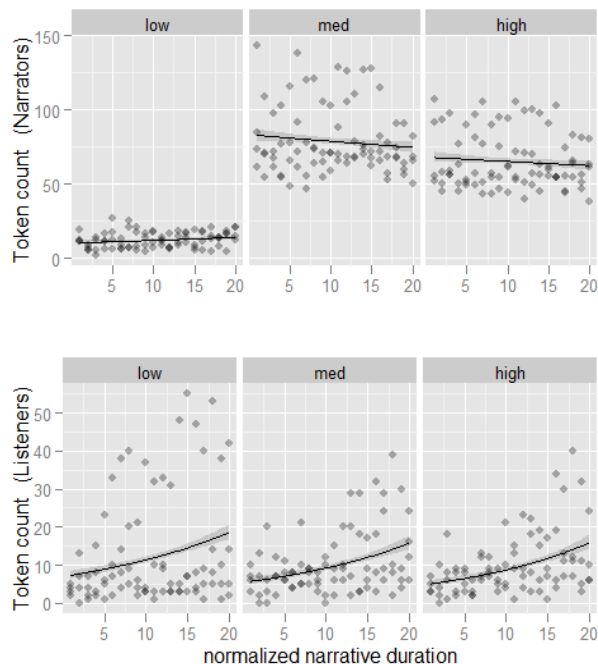 low med high
Token count (Narrators)
150
100
50
0
5 10 15 20 5 10 15 20 5 10 15 20
low med high
Token count (Listeners)
50
40
30
20
10
0
5 10 15 20 5 10 15 20 5 10 15 20
normalized narrative duration